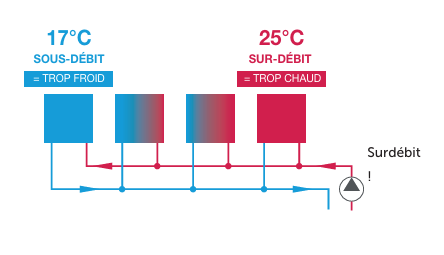 17°C
SOUS-DÉBIT
= TROP FROID
25°C
SUR-DÉBIT
= TROP CHAUD
Surdébit
!